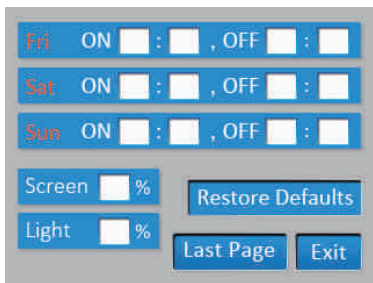 Fri ON : , OFF :
Sat ON : , OFF :
Sun ON : , OFF :
Screen %
Restore Defaults
Light %
Last Page Exit